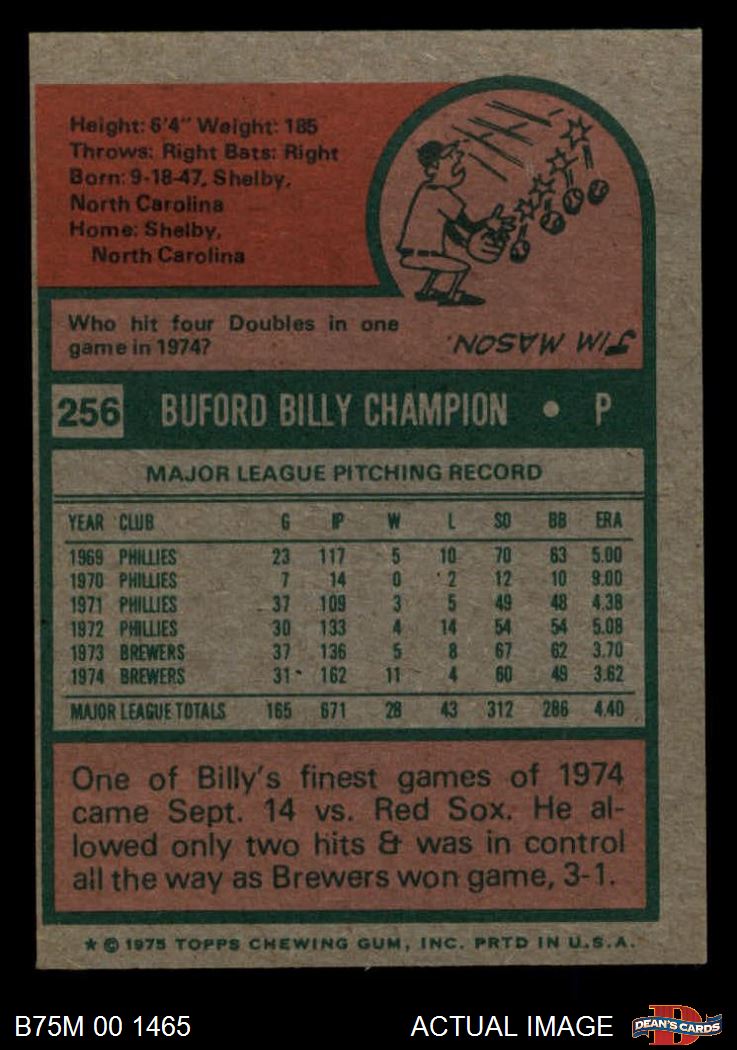 Height: 6'4" Weight: 185
Throws: Right Bats: Right
Born: 9-18-47, Shelby,
North Carolina
Home: Shelby,
North Carolina
Who hit four Doubles in one
game in 1974?
JIM MASON.
256 BUFORD BILLY CHAMPION • P
MAJOR LEAGUE PITCHING RECORD
YEAR CLUB G IP W L SO BB ERA
1969 PHILLIES 23 117 5 10 70 63 5.00
1970 PHILLIES 7 14 0 2 12 10 9.00
1971 PHILLIES 37 109 3 5 49 48 4.38
1972 PHILLIES 30 133 4 14 54 54 5.08
1973 BREWERS 37 136 5 8 67 62 3.70
1974 BREWERS 31 162 11 4 60 49 3.62
MAJOR LEAGUE TOTALS 165 671 28 43 312 286 4.40
One of Billy's finest games of 1974
came Sept. 14 vs. Red Sox. He al-
lowed only two hits & was in control
all the way as Brewers won game, 3-1.
★ © 1975 TOPPS CHEWING GUM, INC. PRTD IN U.S.A.
B75M 00 1465 ACTUAL IMAGE DEAN'S CARDS